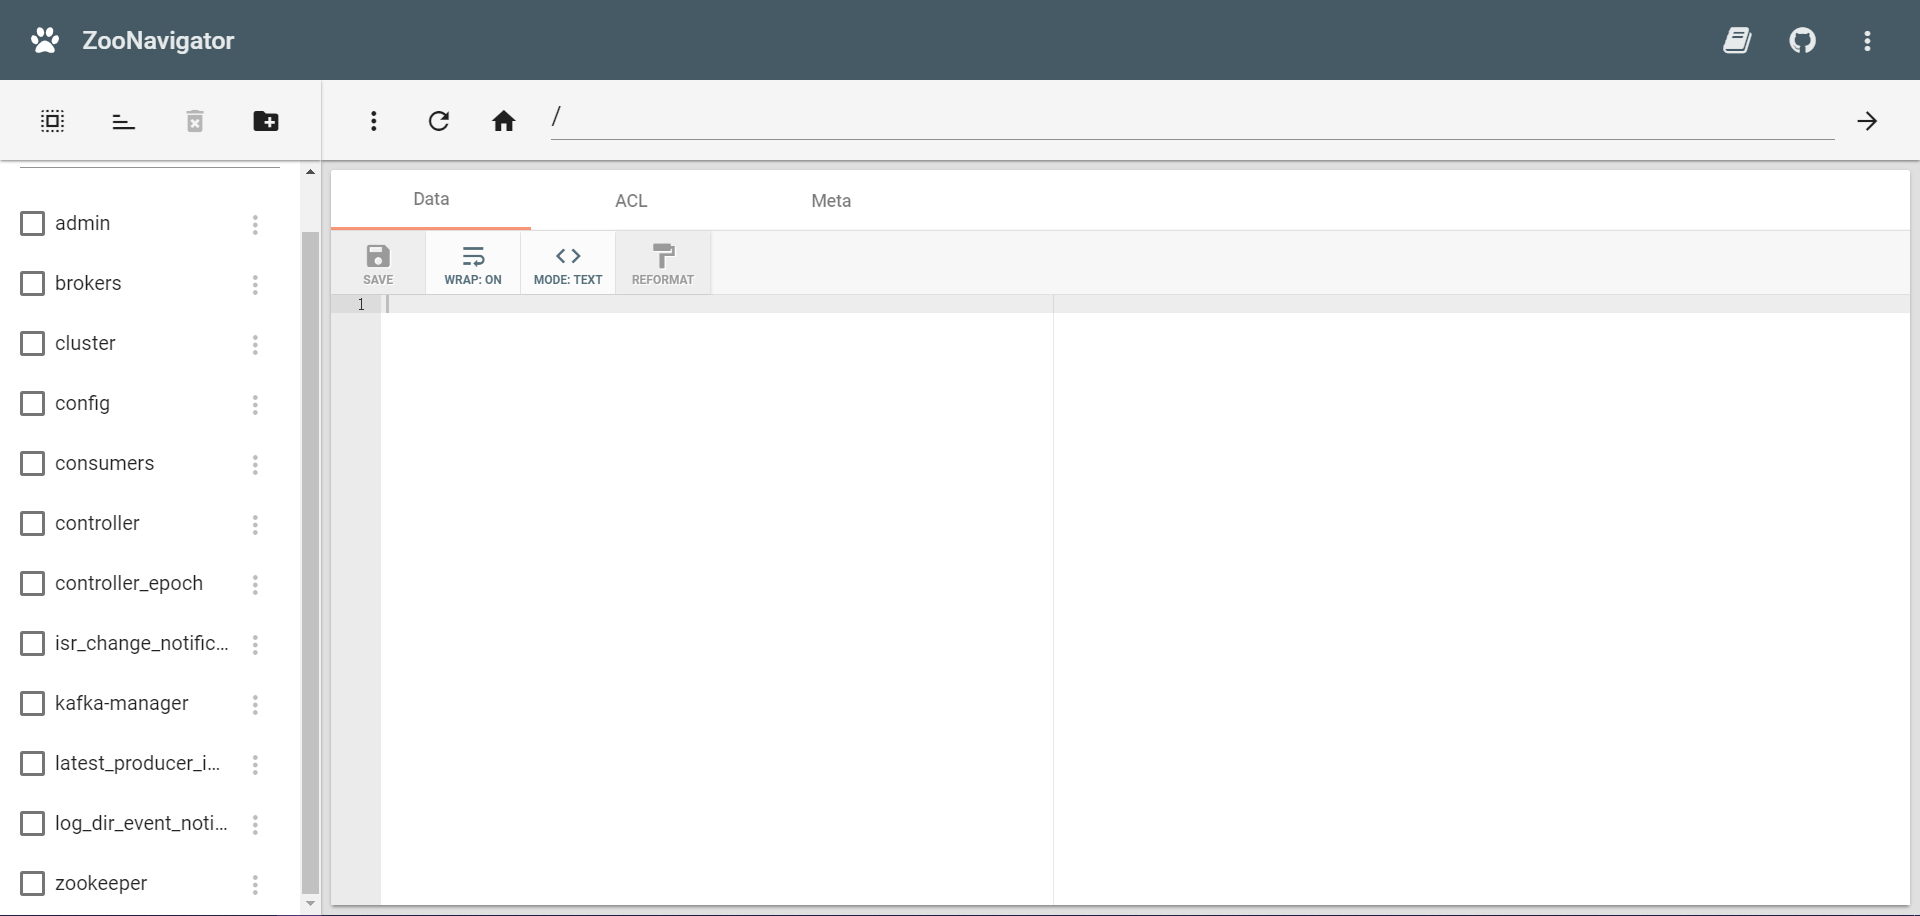 ZooNavigator
/
admin
brokers
cluster
config
consumers
controller
controller_epoch
isr_change_notific...
kafka-manager
latest_producer_i...
log_dir_event_noti...
zookeeper
Data ACL Meta
SAVE WRAP: ON MODE: TEXT REFORMAT
1